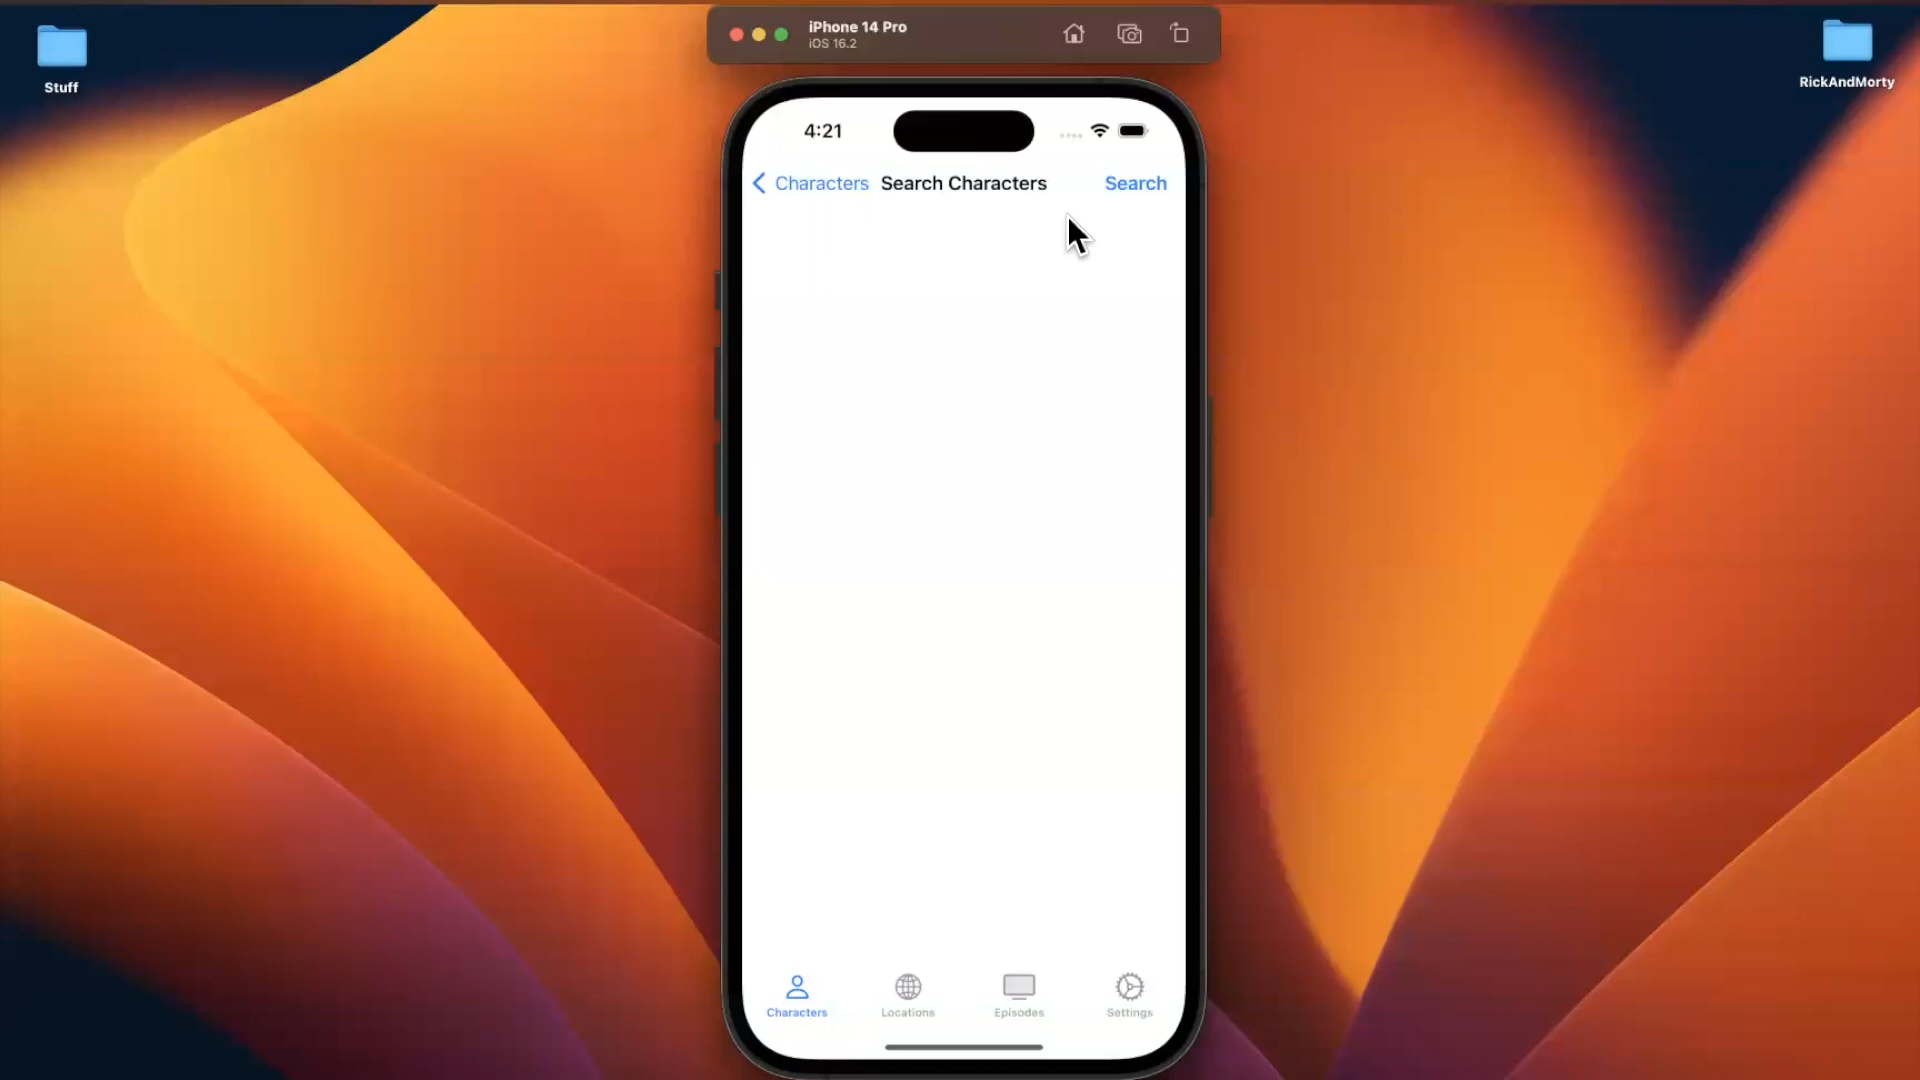 iPhone 14 Pro
iOS 16.2
Stuff
RickAndMorty
4:21
Characters
Search Characters
Search
Characters
Locations
Episodes
Settings